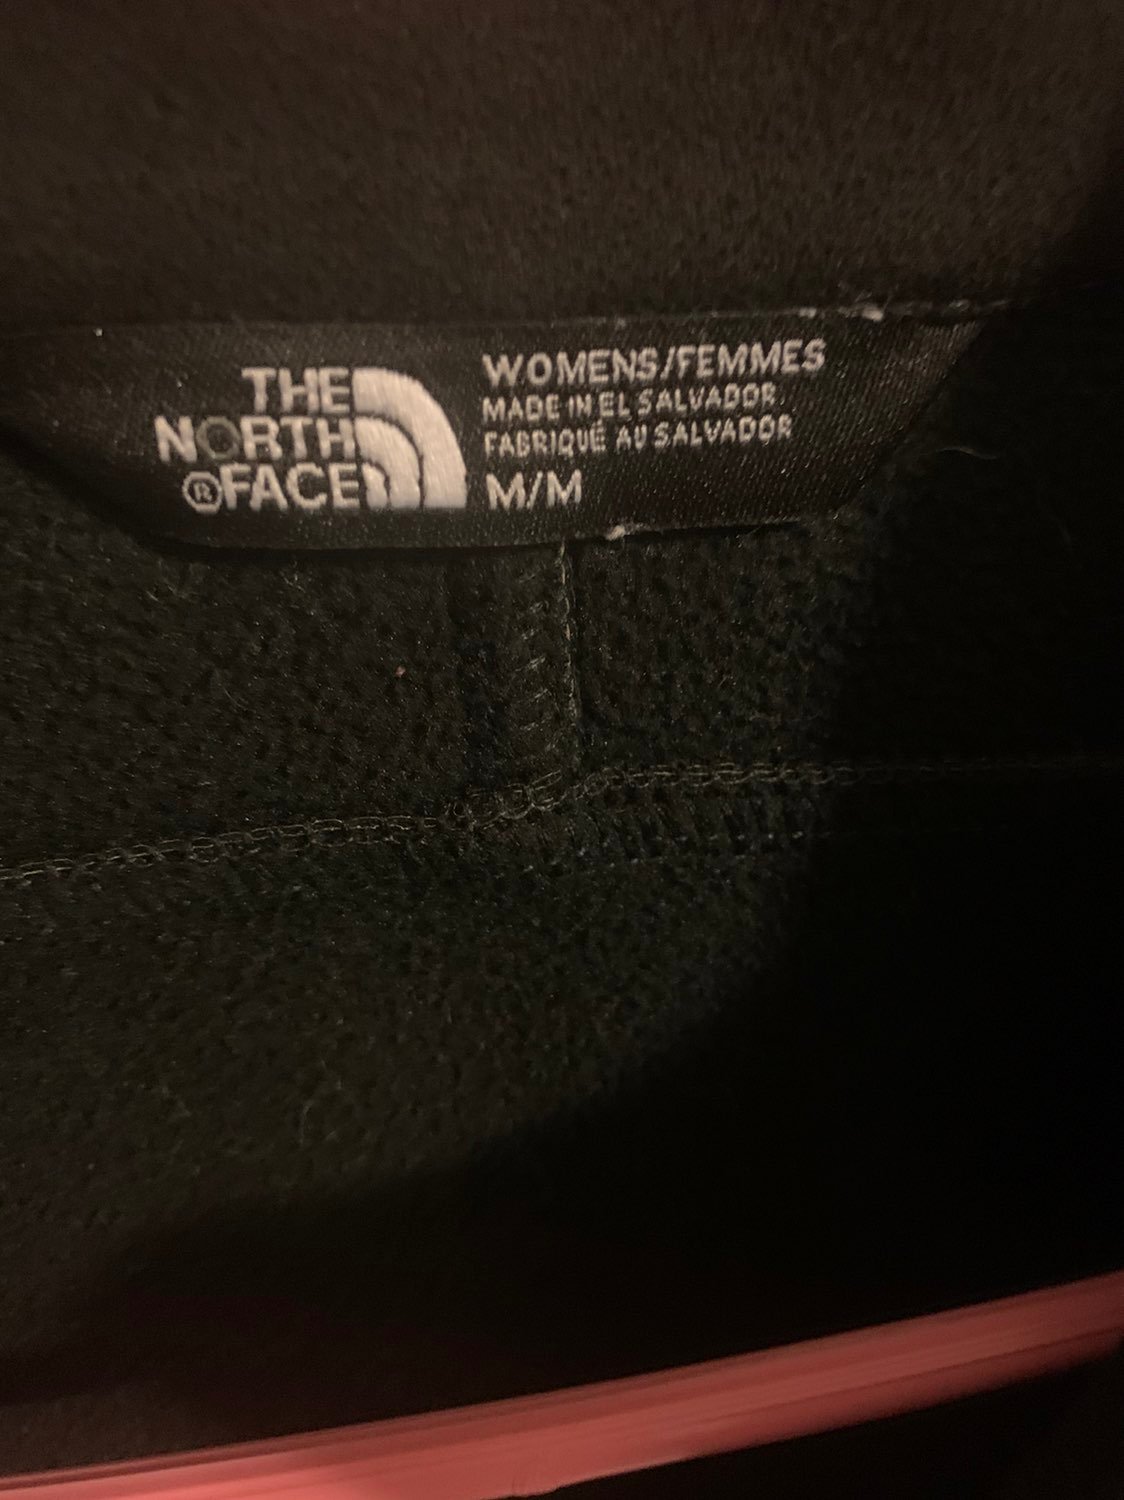 THE
NORTH
®FACE
WOMENS/FEMMES
MADE IN EL SALVADOR
FABRIQUÉ AU SALVADOR
M/M